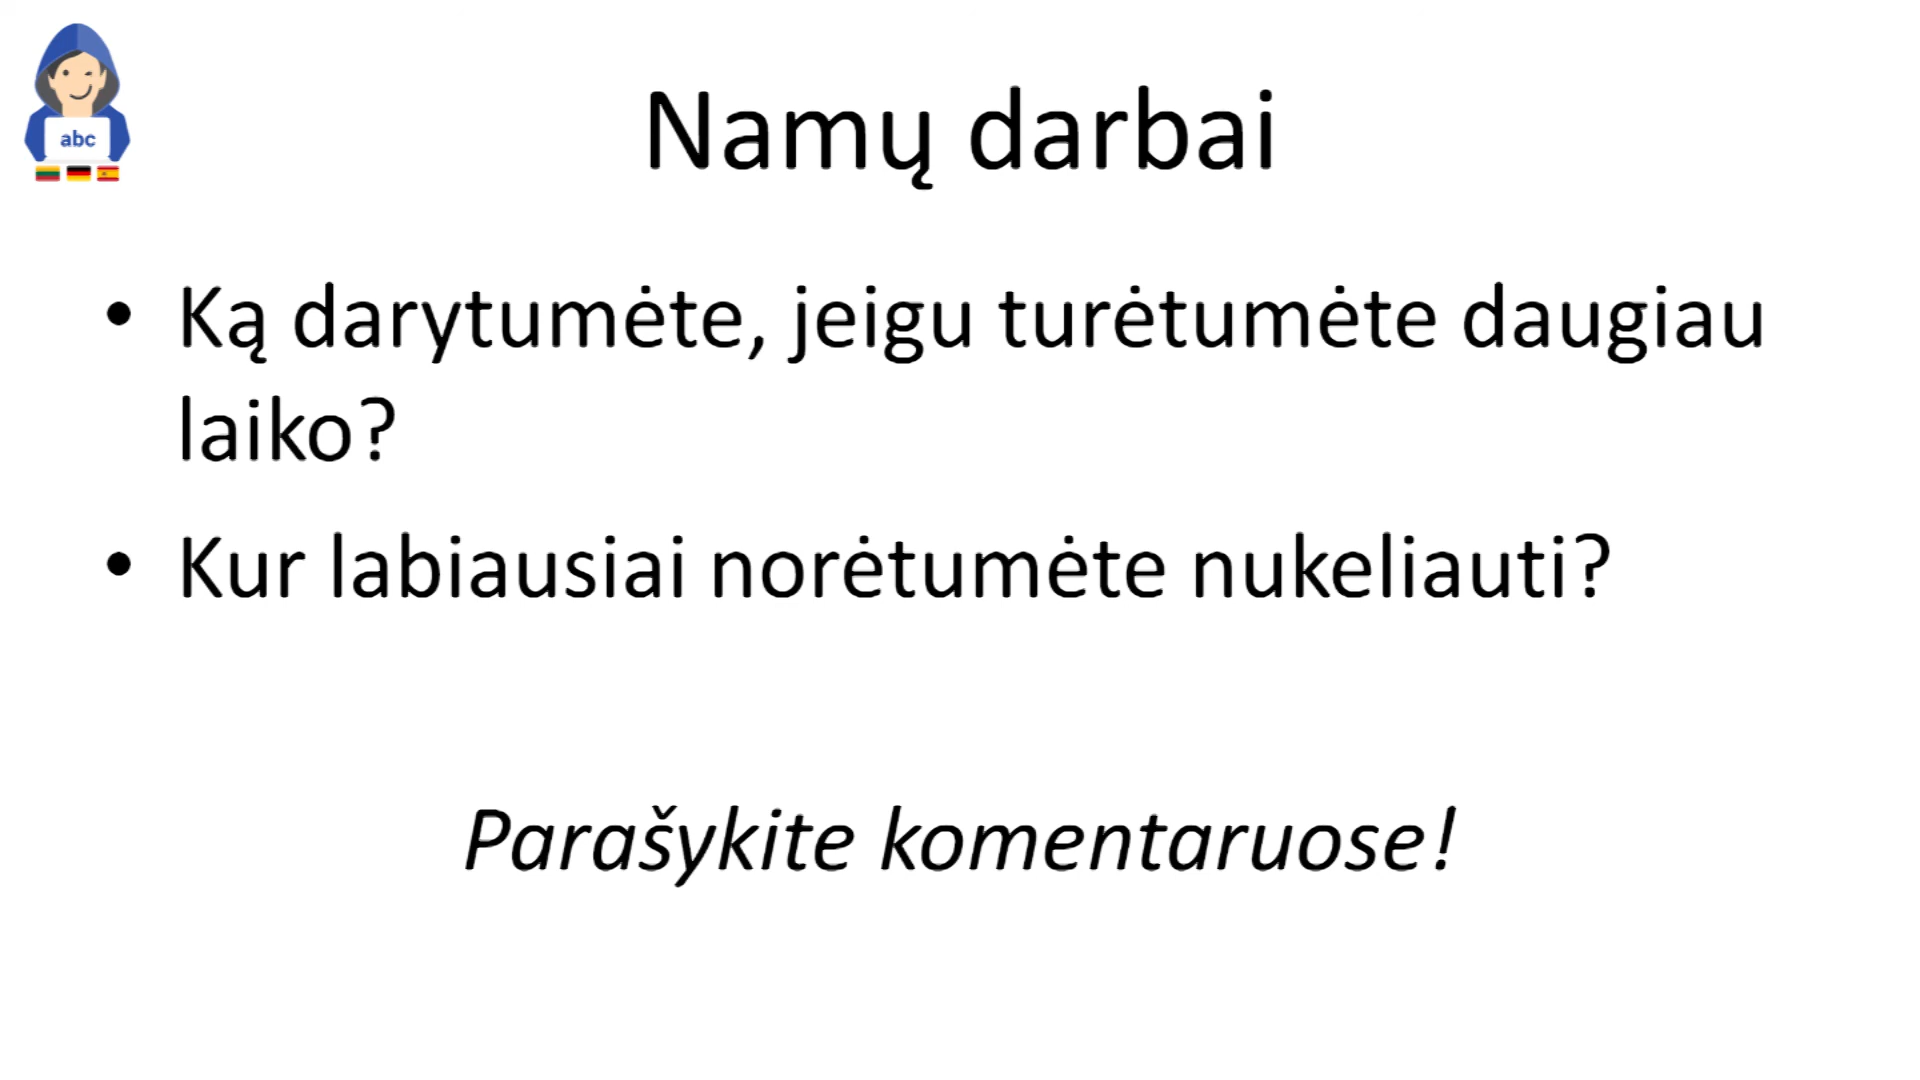 abc
Namų darbai
• Ką darytumėte, jeigu turėtumėte daugiau
laiko?
• Kur labiausiai norėtumėte nukeliauti?
Parašykite komentaruose!